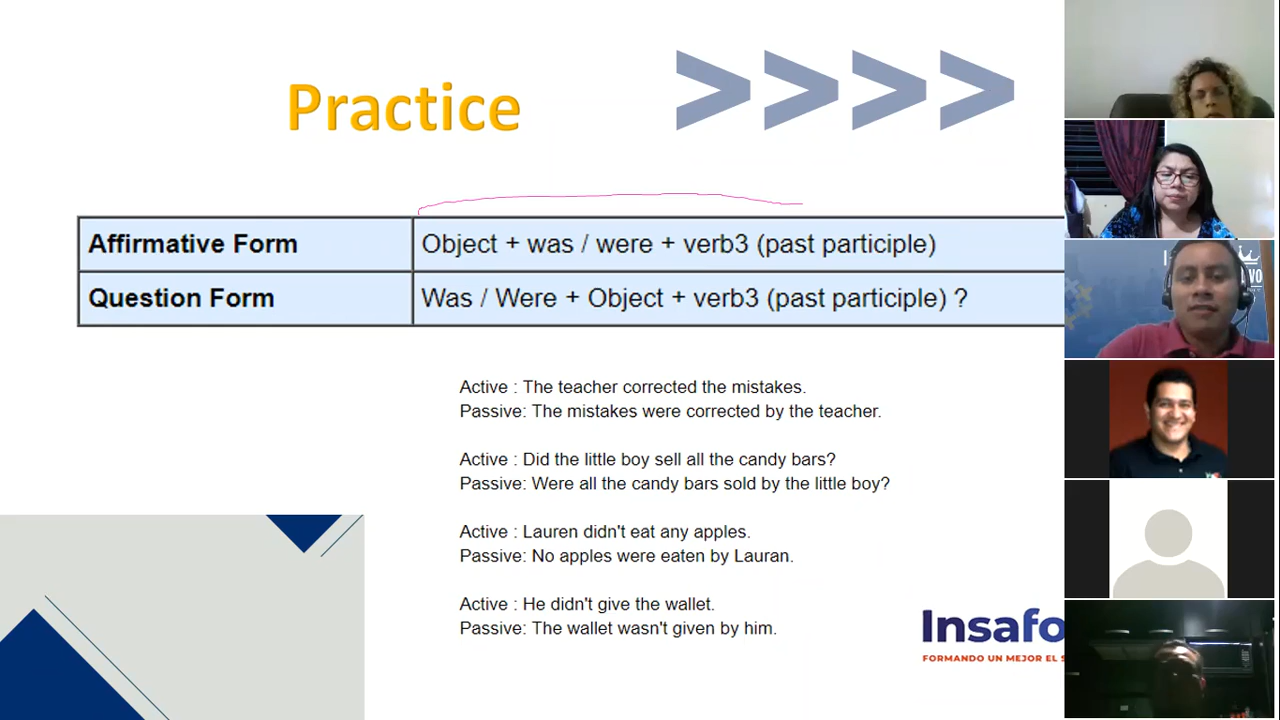 Practice
>>>>
Affirmative Form
Object + was / were + verb3 (past participle)
Question Form
Was / Were + Object + verb3 (past participle) ?
Active : The teacher corrected the mistakes.
Passive: The mistakes were corrected by the teacher.
Active : Did the little boy sell all the candy bars?
Passive: Were all the candy bars sold by the little boy?
Active : Lauren didn't eat any apples.
Passive: No apples were eaten by Lauran.
Active : He didn't give the wallet.
Passive: The wallet wasn't given by him.
Insafo
FORMANDO UN MEJOR EL S